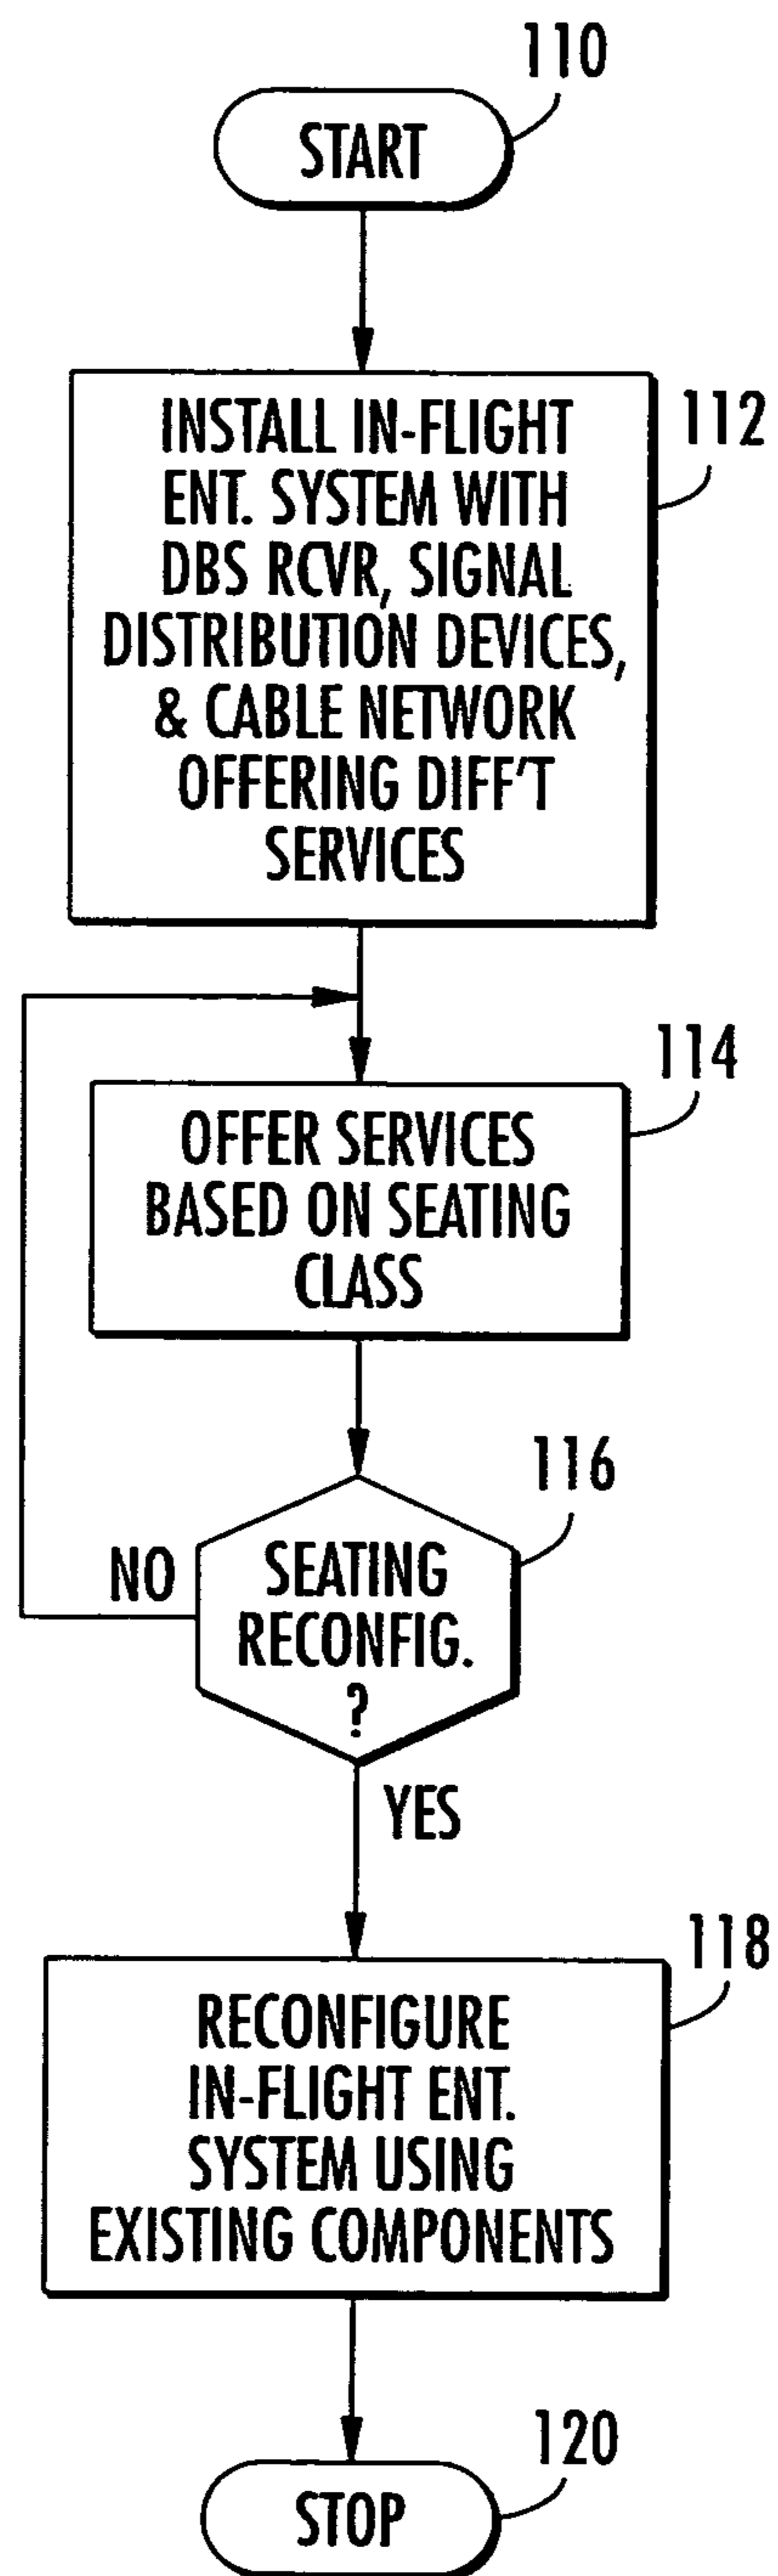 110
START
112
INSTALL IN-FLIGHT
ENT. SYSTEM WITH
DBS RCVR, SIGNAL
DISTRIBUTION DEVICES,
& CABLE NETWORK
OFFERING DIFF'T
SERVICES
114
OFFER SERVICES
BASED ON SEATING
CLASS
116
SEATING
RECONFIG.
?
NO
YES
118
RECONFIGURE
IN-FLIGHT ENT.
SYSTEM USING
EXISTING COMPONENTS
120
STOP